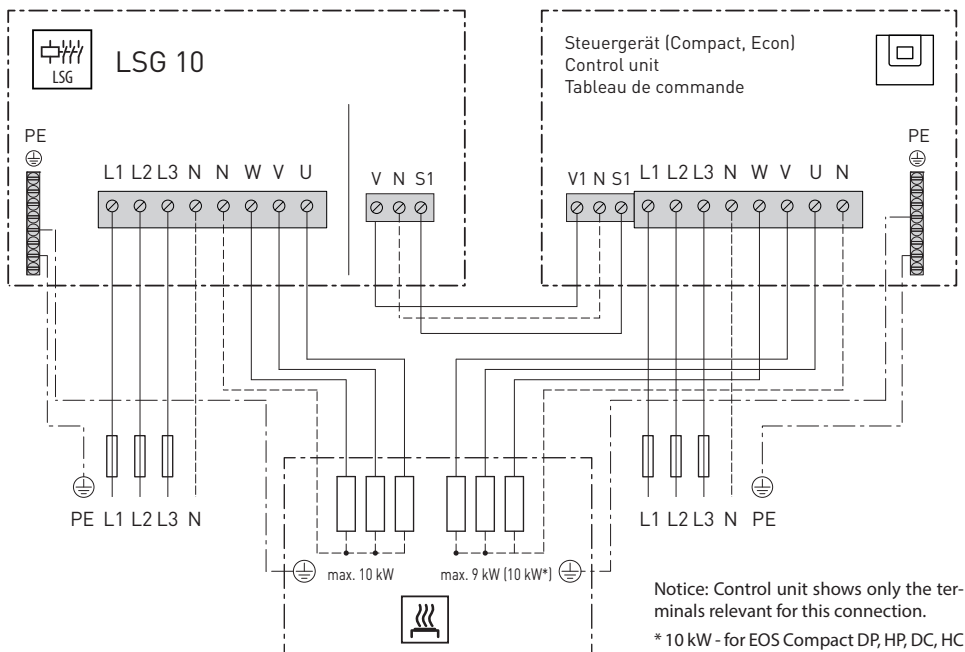 LSG
LSG 10
Steuergerät (Compact, Econ)
Control unit
Tableau de commande
PE
L1 L2 L3 N N W V U
V N S1
V1 N S1 L1 L2 L3 N W V U N
PE
PE L1 L2 L3 N
L1 L2 L3 N PE
max. 10 kW
max. 9 kW (10 kW*)
Notice: Control unit shows only the ter-
minals relevant for this connection.
* 10 kW - for EOS Compact DP, HP, DC, HC